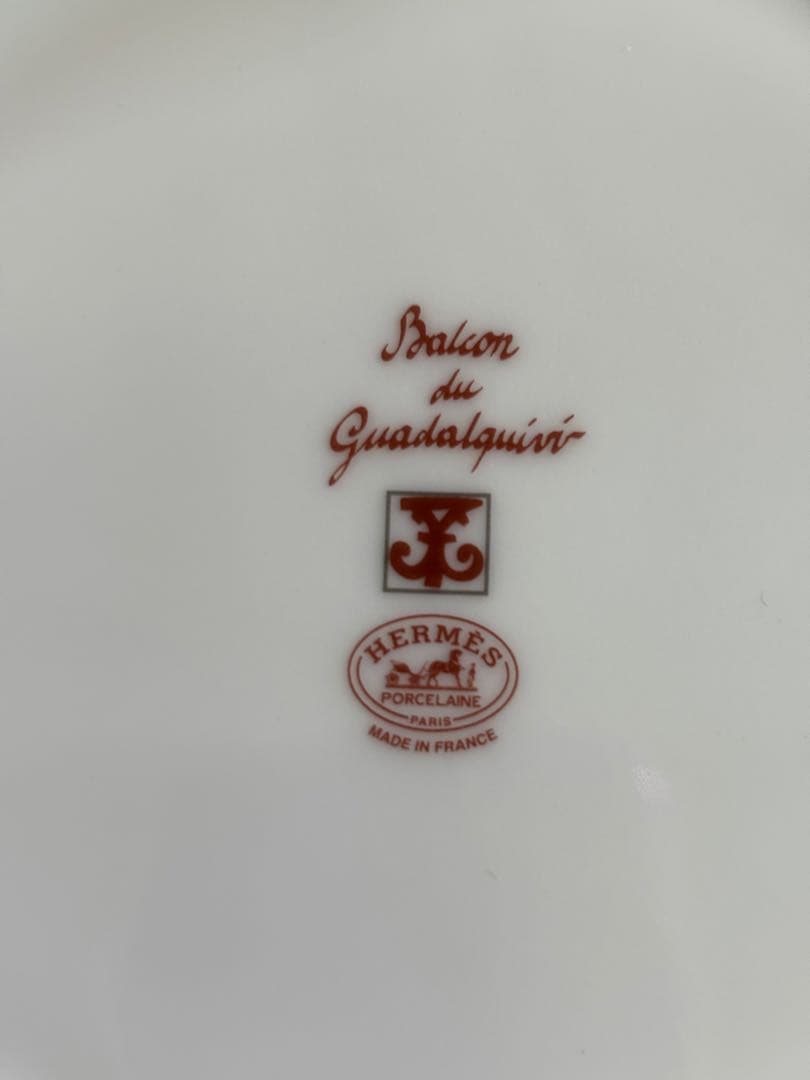 Balcon
du
Guadalquivir
HERMÈS
PORCELAINE
PARIS
MADE IN FRANCE